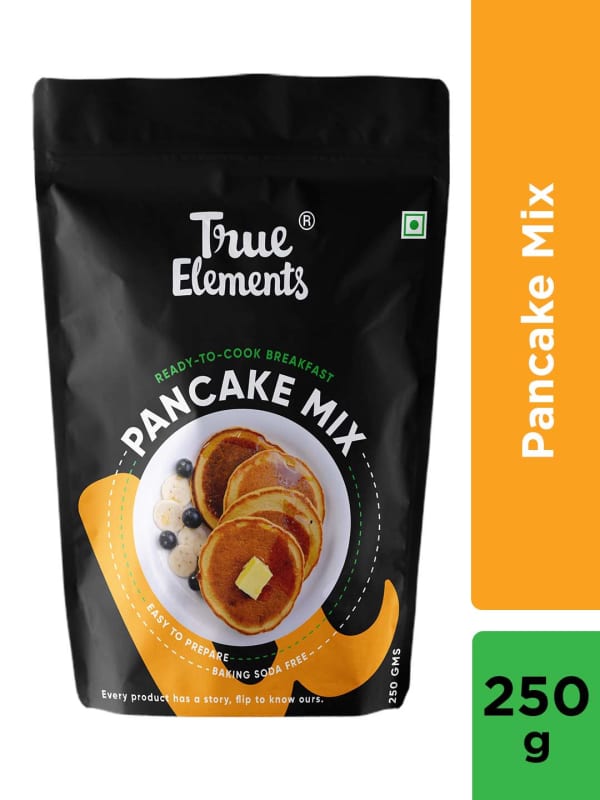 True ®
Elements
READY-TO-COOK BREAKFAST
PANCAKE MIX
EASY TO PREPARE
BAKING SODA FREE
250 GMS
Every product has a story, flip to know ours.
Pancake Mix
250
g